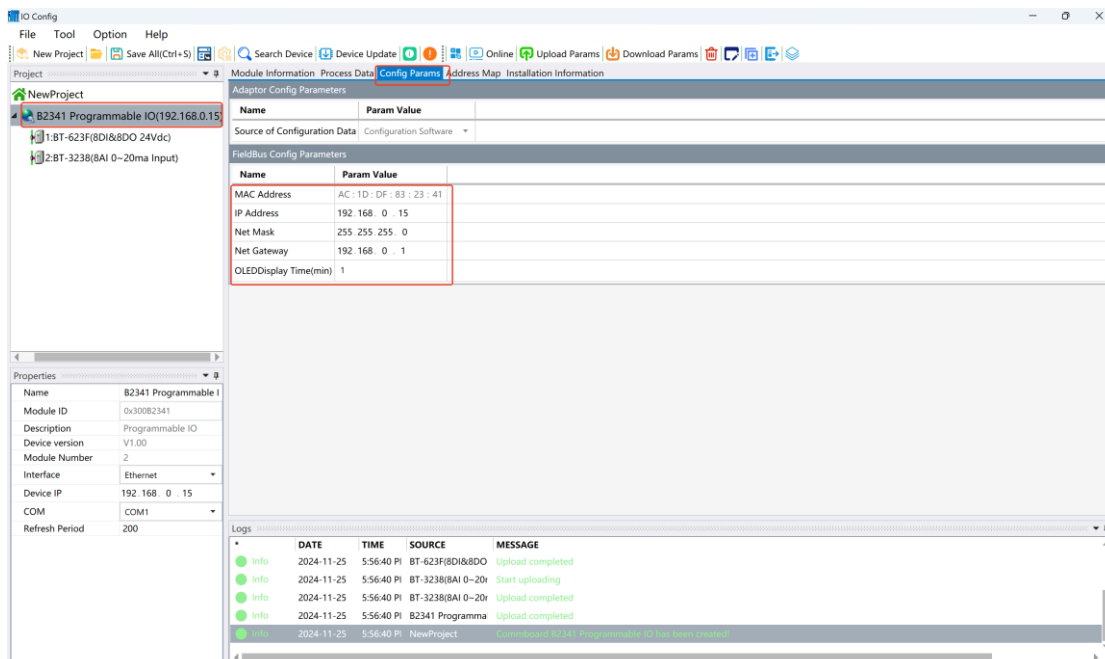 IO Config
File Tool Option Help
New Project Save All(Ctrl+S) Search Device Device Update Online Upload Params Download Params
Project
Module Information Process Data Config Params Address Map Installation Information
NewProject
B2341 Programmable IO(192.168.0.15)
1:BT-623F(8DI&8DO 24Vdc)
2:BT-3238(8AI 0~20ma Input)
Adaptor Config Parameters
Name Param Value
Source of Configuration Data Configuration Software
FieldBus Config Parameters
Name Param Value
MAC Address AC : 1D : DF : 83 : 23 : 41
IP Address 192. 168. 0 . 15
Net Mask 255. 255. 255. 0
Net Gateway 192. 168. 0 . 1
OLEDDisplay Time(min) 1
Properties
Name B2341 Programmable I
Module ID 0x300B2341
Description Programmable IO
Device version V1.00
Module Number 2
Interface Ethernet
Device IP 192. 168. 0 . 15
COM COM1
Refresh Period 200
Logs
* DATE TIME SOURCE MESSAGE
Info 2024-11-25 5:56:40 PI BT-623F(8DI&8DO Upload completed
Info 2024-11-25 5:56:40 PI BT-3238(8AI 0~20r Start uploading
Info 2024-11-25 5:56:40 PI BT-3238(8AI 0~20r Upload completed
Info 2024-11-25 5:56:40 PI B2341 Programma Upload completed
Info 2024-11-25 5:56:40 PI NewProject Commboard B2341 Programmable IO has been created!